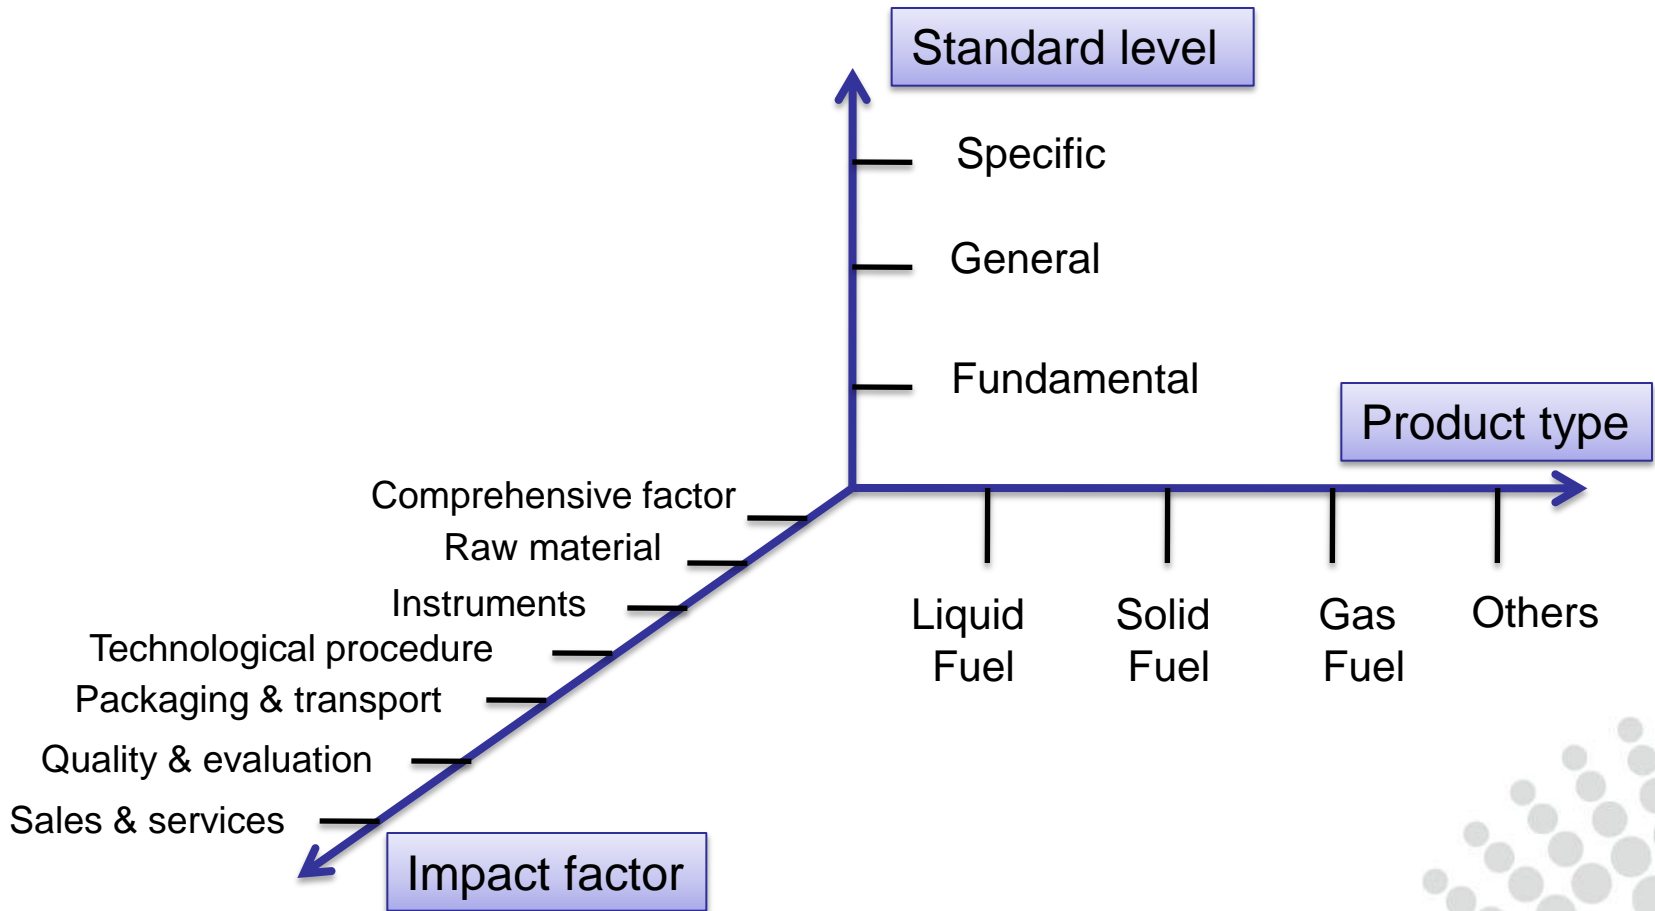 Standard level
Specific
General
Fundamental
Product type
Comprehensive factor
Raw material
Instruments
Technological procedure
Packaging & transport
Quality & evaluation
Sales & services
Liquid
Fuel
Solid
Fuel
Gas
Fuel
Others
Impact factor